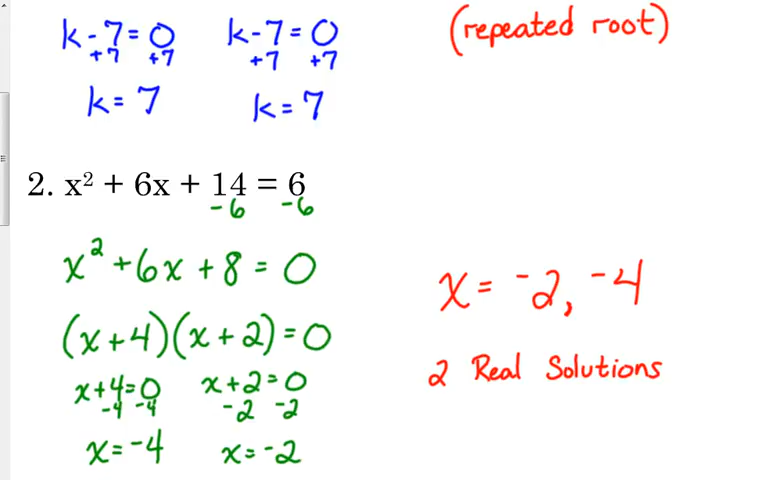 k-7=0 k-7=0 (repeated root)
+7 +7 +7 +7
k=7 k=7
2. x² + 6x + 14 = 6
-6 -6
x²+6x+8=0
x= -2, -4
(x+4)(x+2)=0
x+4=0 x+2=0 2 Real Solutions
-4 -4 -2 -2
x=-4 x=-2